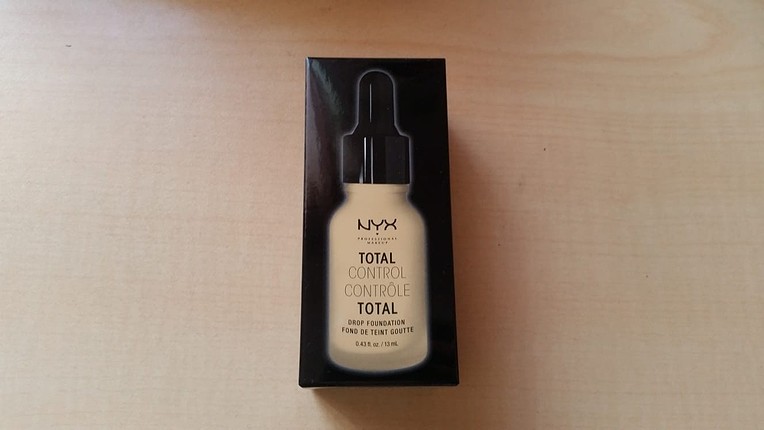 NYX
PROFESSIONAL
MAKEUP
TOTAL
CONTROL
CONTRÔLE
TOTAL
DROP FOUNDATION
FOND DE TEINT GOUTTE
0.43 fl. oz. / 13 mL